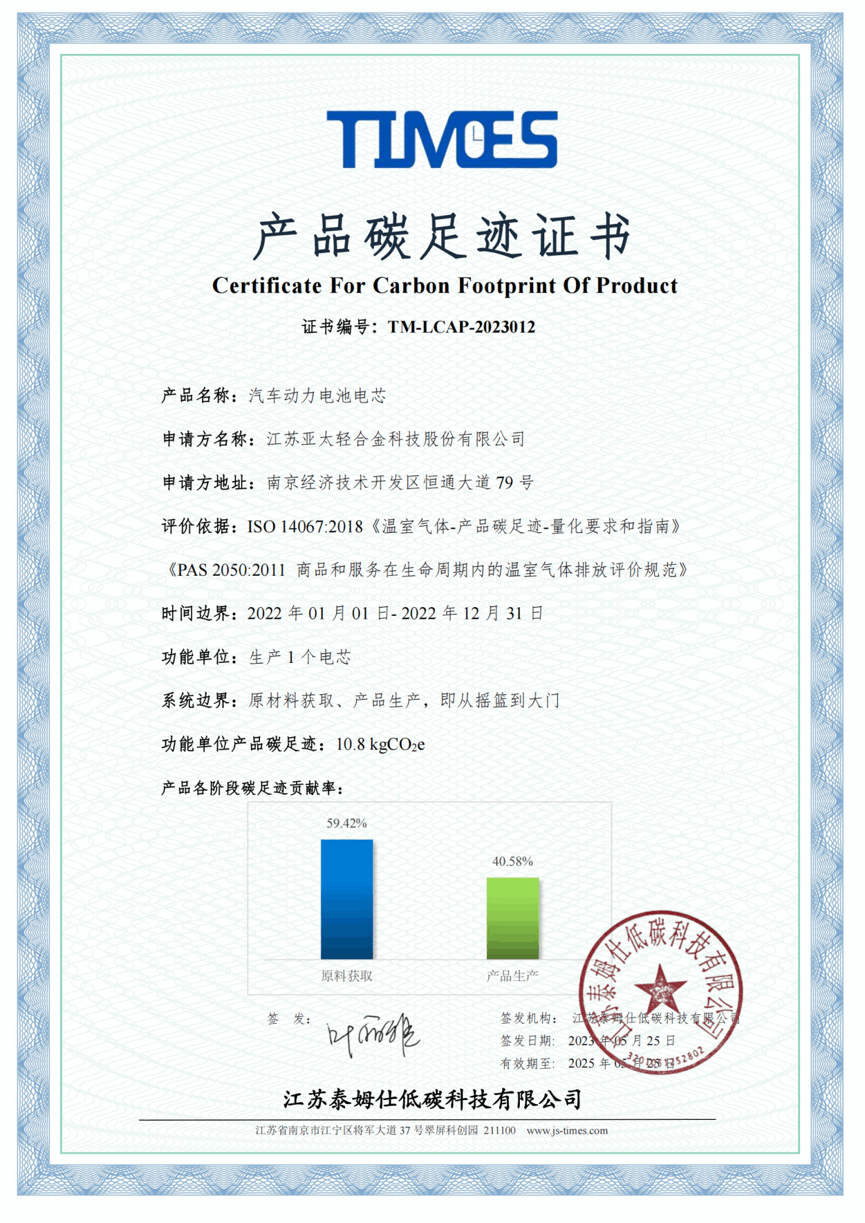 TIMES
产品碳足迹证书
Certificate For Carbon Footprint Of Product
证书编号：TM-LCAP-2023012
产品名称：汽车动力电池电芯
申请方名称：江苏亚太轻合金科技股份有限公司
申请方地址：南京经济技术开发区恒通大道 79 号
评价依据：ISO 14067:2018《温室气体-产品碳足迹-量化要求和指南》
《PAS 2050:2011 商品和服务在生命周期内的温室气体排放评价规范》
时间边界：2022 年 01 月 01 日- 2022 年 12 月 31 日
功能单位：生产 1 个电芯
系统边界：原材料获取、产品生产，即从摇篮到大门
功能单位产品碳足迹：10.8 kgCO₂e
产品各阶段碳足迹贡献率：
59.42%
40.58%
原料获取
产品生产
签 发：
叶丽雅
签发机构： 江苏泰姆仕低碳科技有限公司
签发日期： 2023 年 05 月 25 日
有效期至： 2025 年 05 月 25 日
江苏泰姆仕低碳科技有限公司
江苏泰姆仕低碳科技有限公司
江苏省南京市江宁区将军大道 37 号翠屏科创园 211100 www.js-times.com